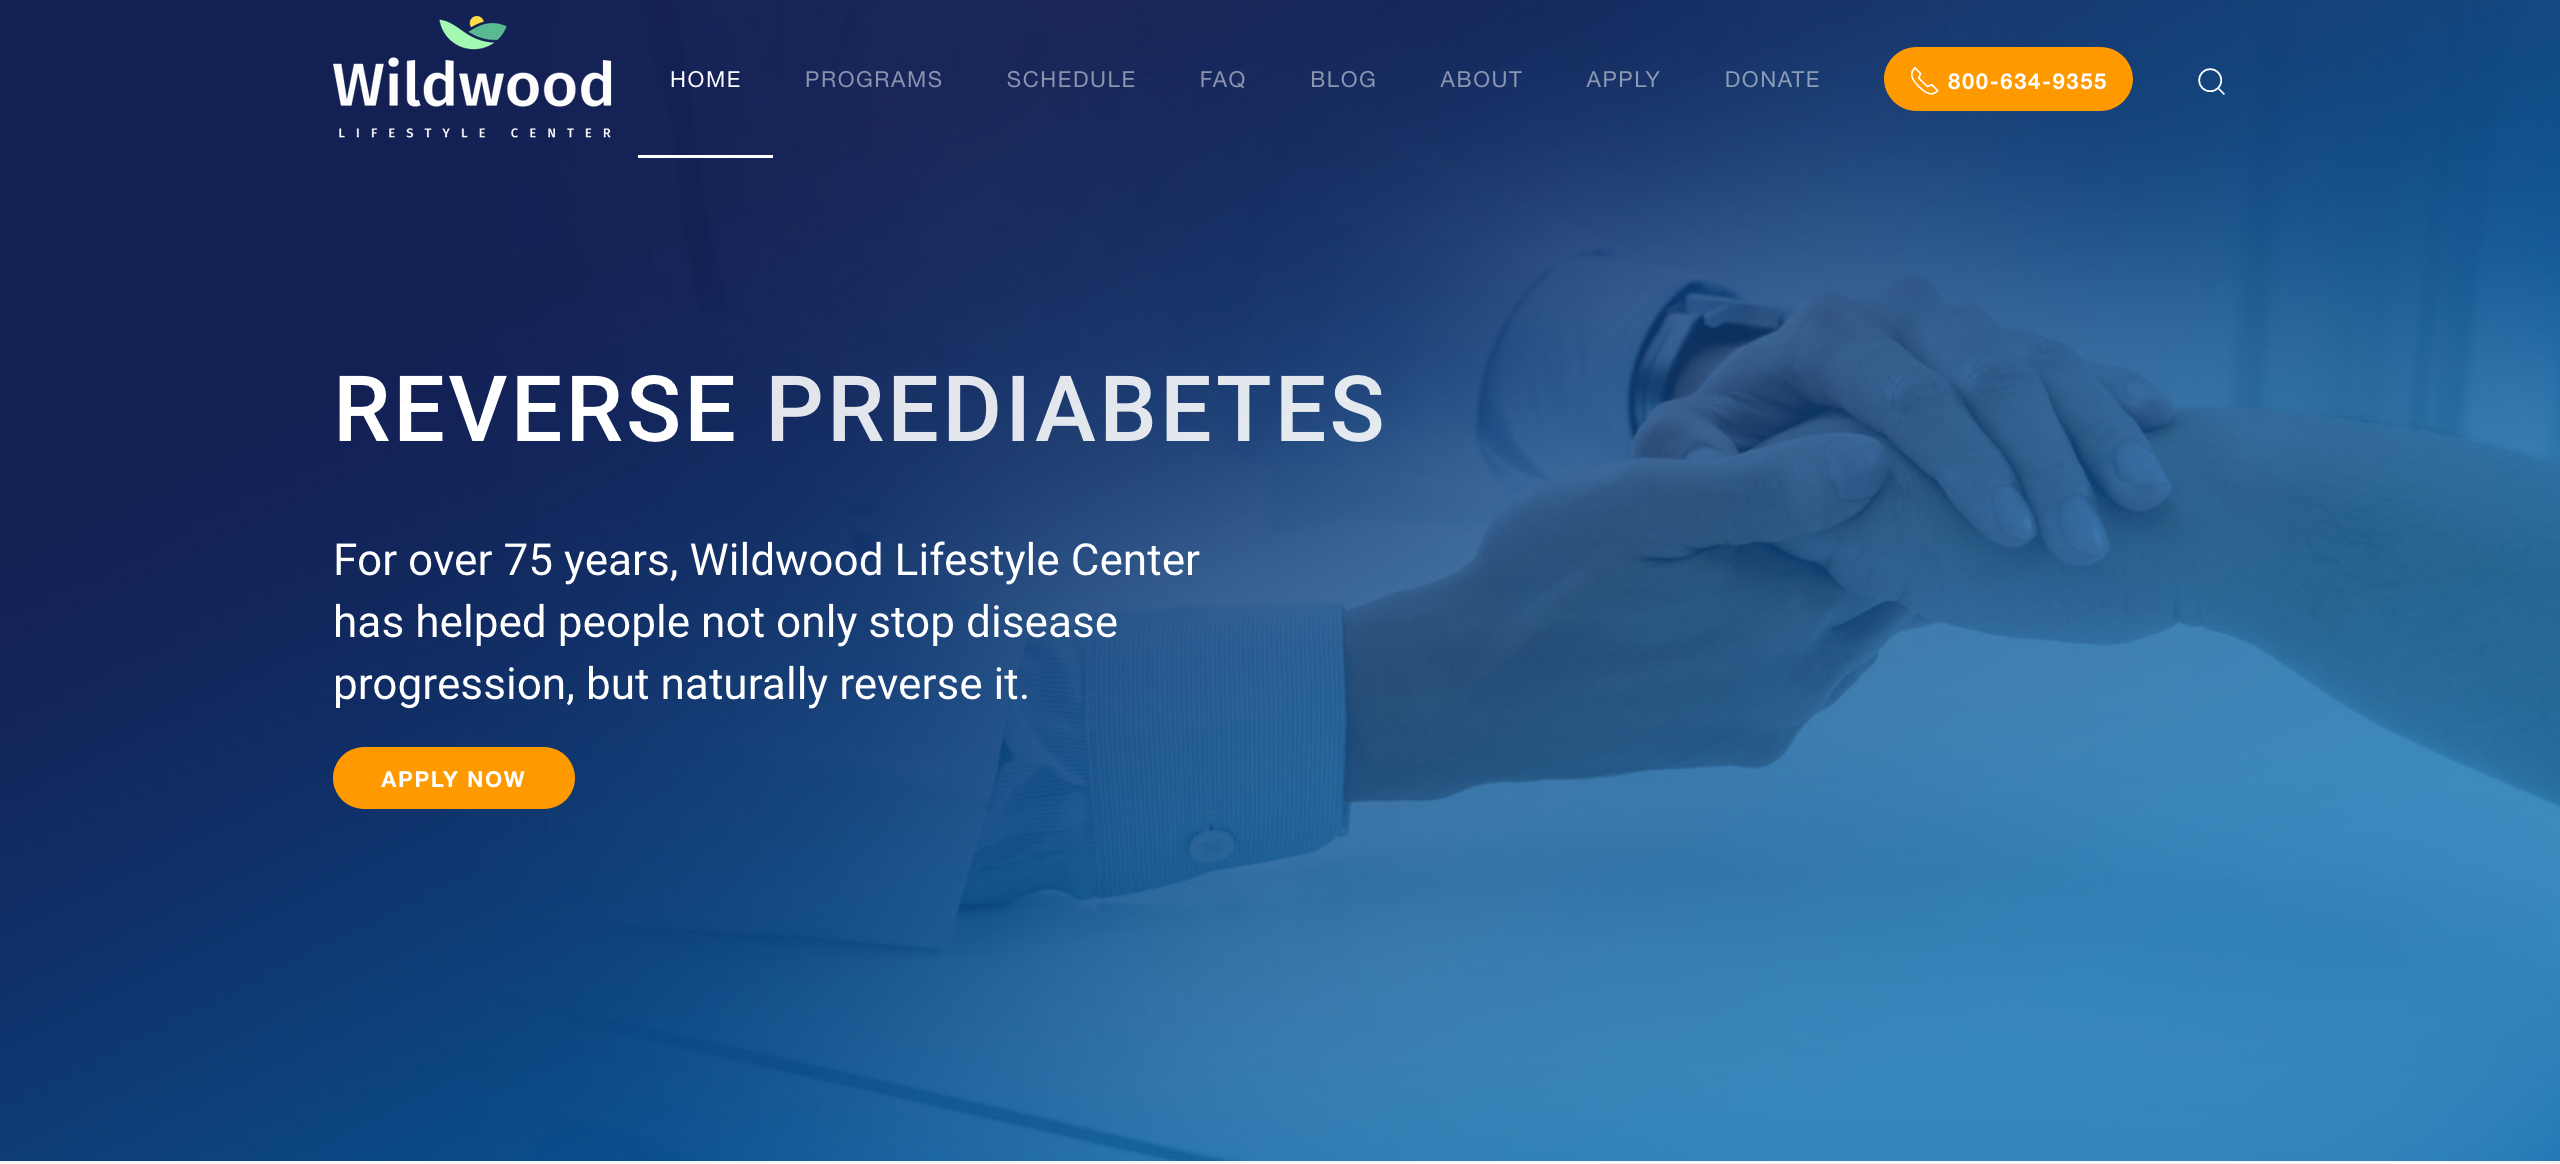 Wildwood
LIFESTYLE CENTER
HOME PROGRAMS SCHEDULE FAQ BLOG ABOUT APPLY DONATE 800-634-9355
REVERSE PREDIABETES
For over 75 years, Wildwood Lifestyle Center
has helped people not only stop disease
progression, but naturally reverse it.
APPLY NOW